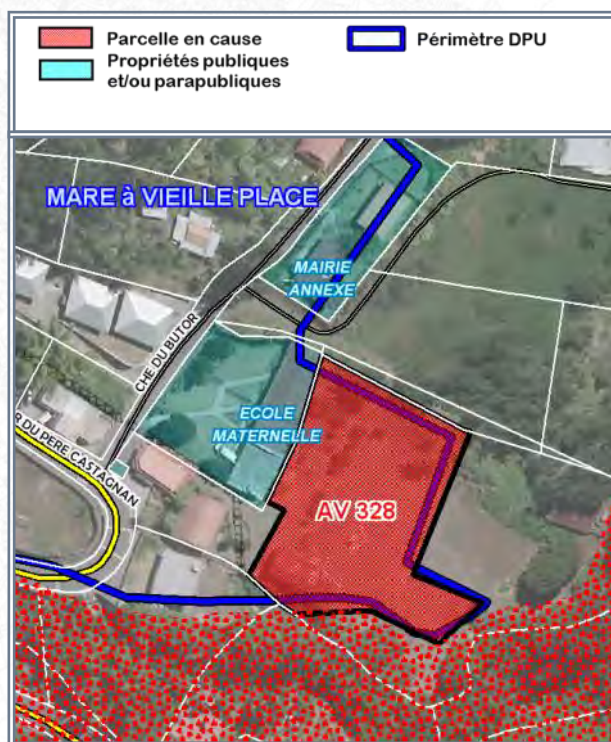 Parcelle en cause
Propriétés publiques
et/ou parapubliques
Périmètre DPU
MARE à VIEILLE PLACE
MAIRIE
ANNEXE
CHE DU BUTOR
ECOLE
MATERNELLE
R DU PERE CASTAGNAN
AV 328